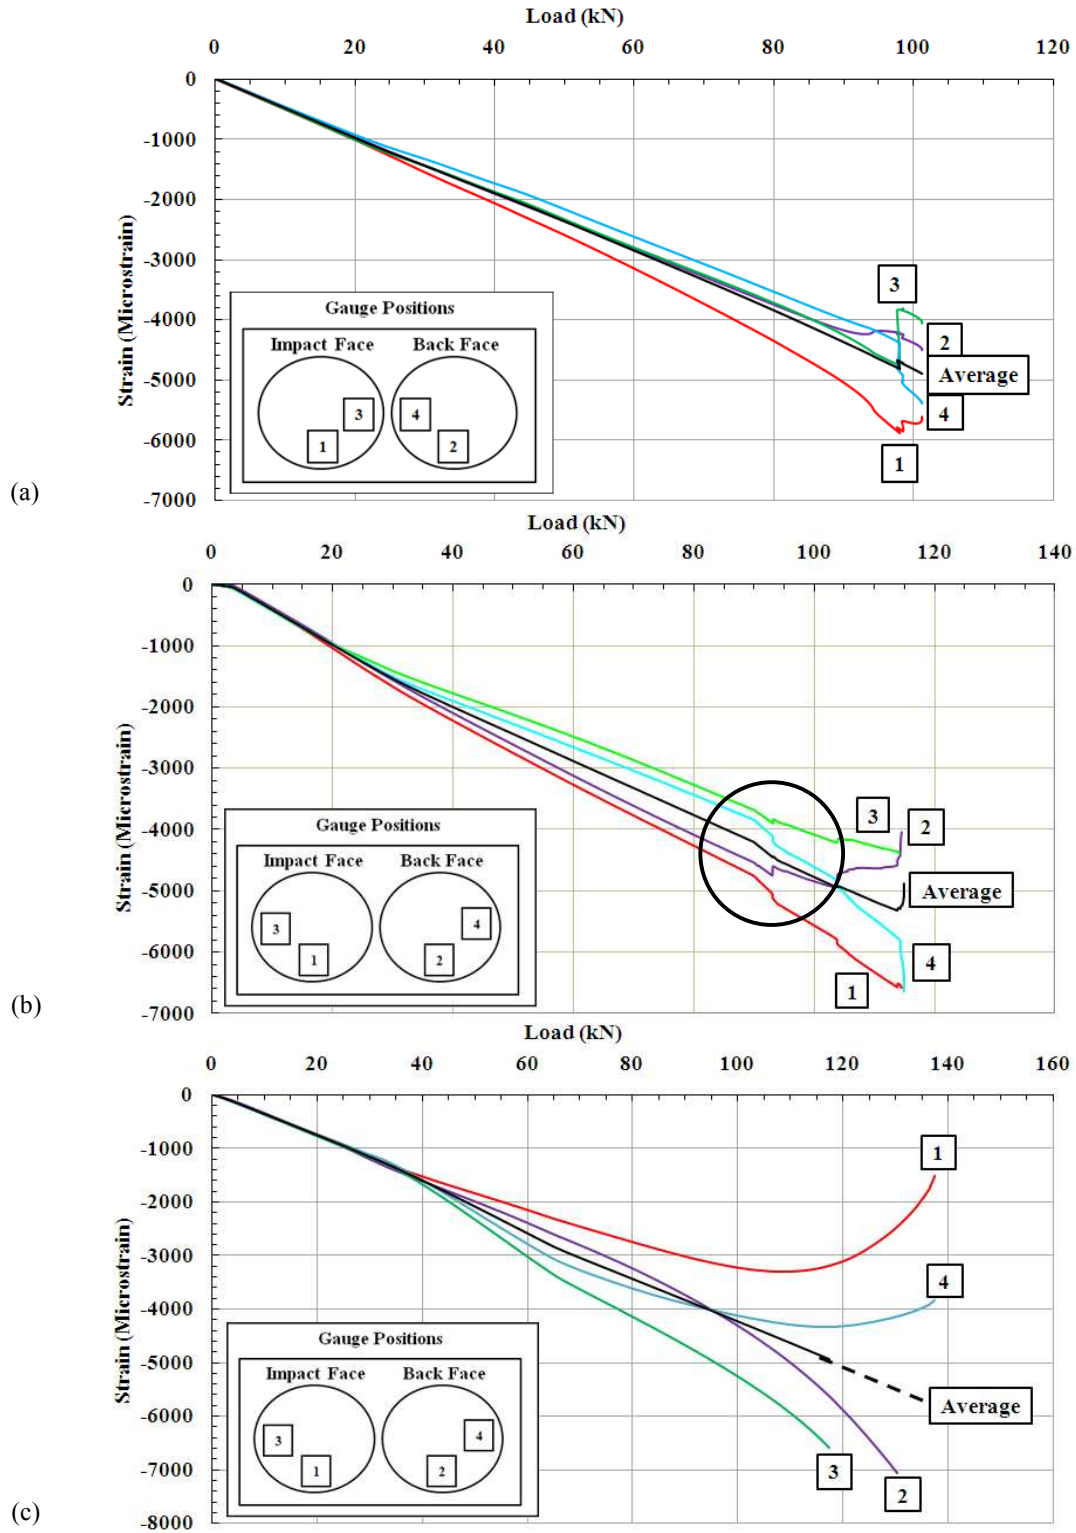 Load (kN)
0 20 40 60 80 100 120
0
-1000
-2000
-3000
-4000
-5000
-6000
-7000
Strain (Microstrain)
3
2
Average
4
1
Gauge Positions
Impact Face Back Face
3 4
1 2
(a)
Load (kN)
0 20 40 60 80 100 120 140
0
-1000
-2000
-3000
-4000
-5000
-6000
-7000
Strain (Microstrain)
3 2
Average
4
1
Gauge Positions
Impact Face Back Face
3 4
1 2
(b)
Load (kN)
0 20 40 60 80 100 120 140 160
0
-1000
-2000
-3000
-4000
-5000
-6000
-7000
-8000
Strain (Microstrain)
1
4
Average
3
2
Gauge Positions
Impact Face Back Face
3 4
1 2
(c)